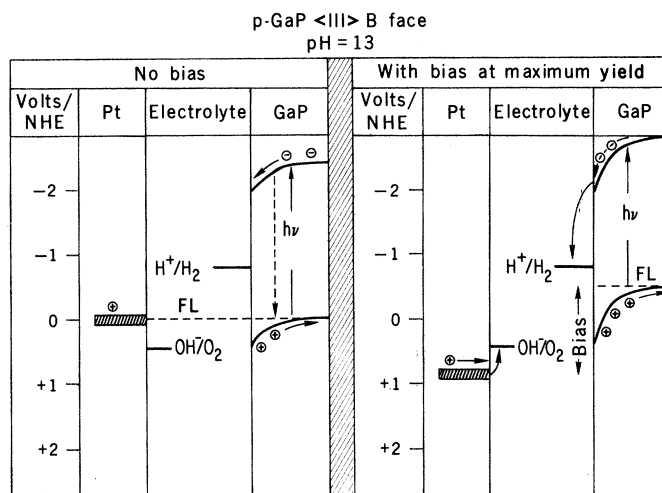 p-GaP <III> B face
pH = 13
No bias
With bias at maximum yield
Volts/
NHE
Pt
Electrolyte
GaP
Volts/
NHE
Pt
Electrolyte
GaP
-2
-1
0
+1
+2
H+/H2
FL
OH-/O2
hν
-2
-1
0
+1
+2
H+/H2
OH-/O2
Bias
hν
FL